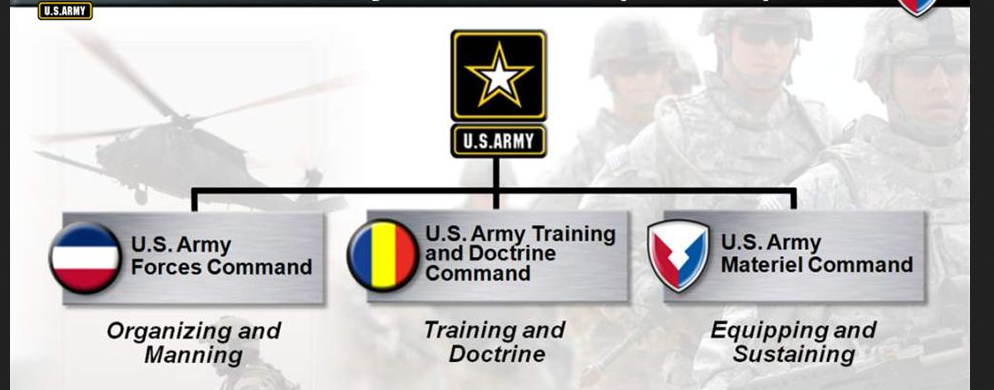 U.S.ARMY
U.S.ARMY
U.S. Army
Forces Command
U.S. Army Training
and Doctrine
Command
U.S. Army
Materiel Command
Organizing and
Manning
Training and
Doctrine
Equipping and
Sustaining